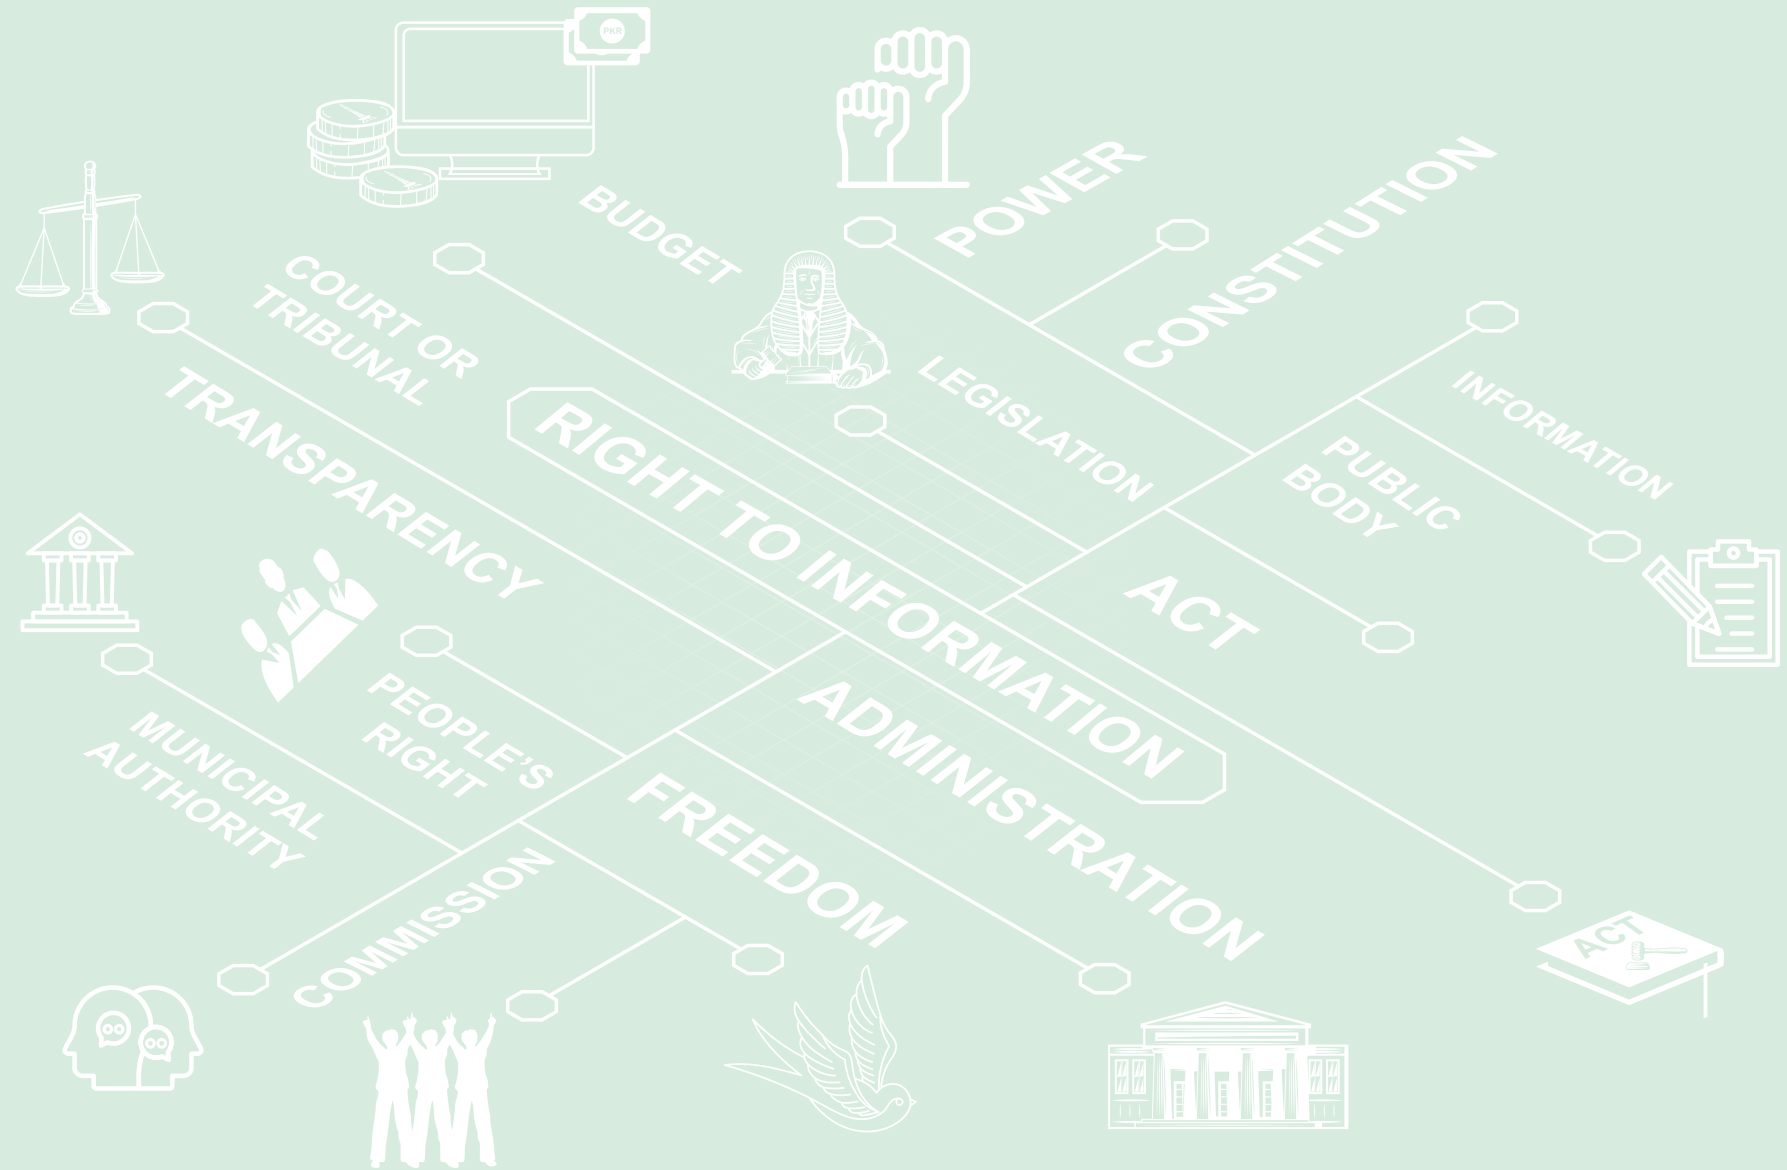 PKR
POWER
CONSTITUTION
BUDGET
COURT OR
TRIBUNAL
LEGISLATION
INFORMATION
TRANSPARENCY
RIGHT TO INFORMATION
PUBLIC
BODY
ACT
PEOPLE'S
RIGHT
ADMINISTRATION
MUNICIPAL
AUTHORITY
FREEDOM
COMMISSION
ACT